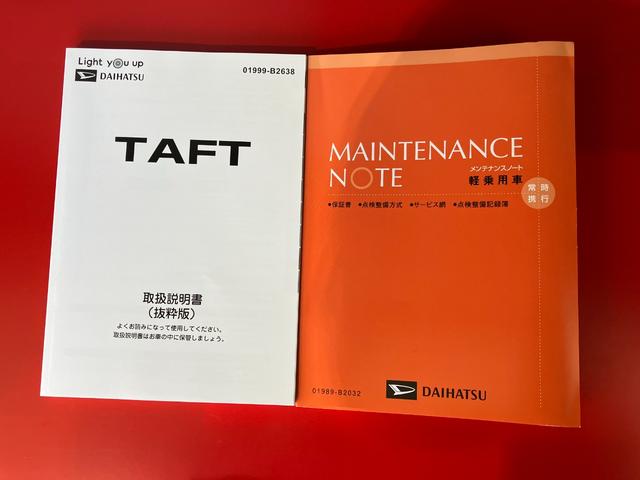 Light you up
DAIHATSU
01999-B2638
TAFT
取扱説明書
(抜粋版)
よくお読みになって使用してください。
取扱説明書はお車の中に保管しましょう。
MAINTENANCE
NOTE
メンテナンスノート
軽乗用車
常時
携行
●保証書 ●点検整備方式 ●サービス網 ●点検整備記録簿
01989-B2032
DAIHATSU